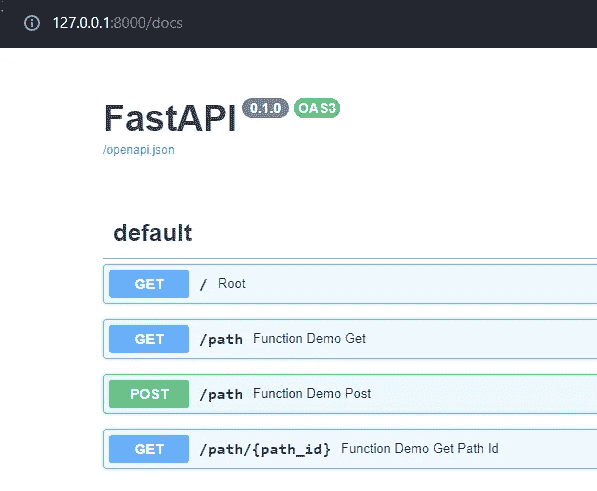 127.0.0.1:8000/docs
FastAPI 0.1.0 OAS3
/openapi.json
default
GET / Root
GET /path Function Demo Get
POST /path Function Demo Post
GET /path/{path_id} Function Demo Get Path Id